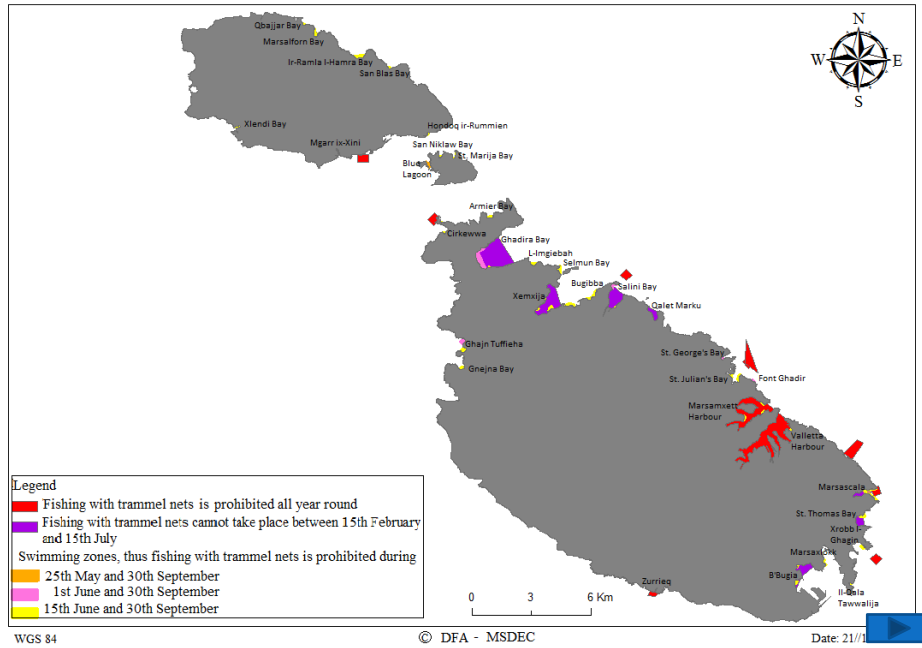 N
W
E
S
Qbajjar Bay
Marsalforn Bay
Ir-Ramla l-Hamra Bay
San Blas Bay
Xlendi Bay
Hondoq ir-Rummien
Mgarr ix-Xini
San Niklaw Bay
St. Marija Bay
Blue
Lagoon
Armier Bay
Cirkewwa
Ghadira Bay
L-Imgiebah
Selmun Bay
Xemxija
Bugibba
Salini Bay
Qalet Marku
Ghajn Tuffieha
Gnejna Bay
St. George's Bay
St. Julian's Bay
Font Ghadir
Marsamxett
Harbour
Valletta
Harbour
Marsascala
St. Thomas Bay
Xrobb l-
Ghagin
Marsaxlokk
B'Bugia
Il-Qala
Tawwalija
Zurrieq
0 3 6 Km
Legend
Fishing with trammel nets is prohibited all year round
Fishing with trammel nets cannot take place between 15th February
and 15th July
Swimming zones, thus fishing with trammel nets is prohibited during
25th May and 30th September
1st June and 30th September
15th June and 30th September
WGS 84
© DFA - MSDEC
Date: 21//1